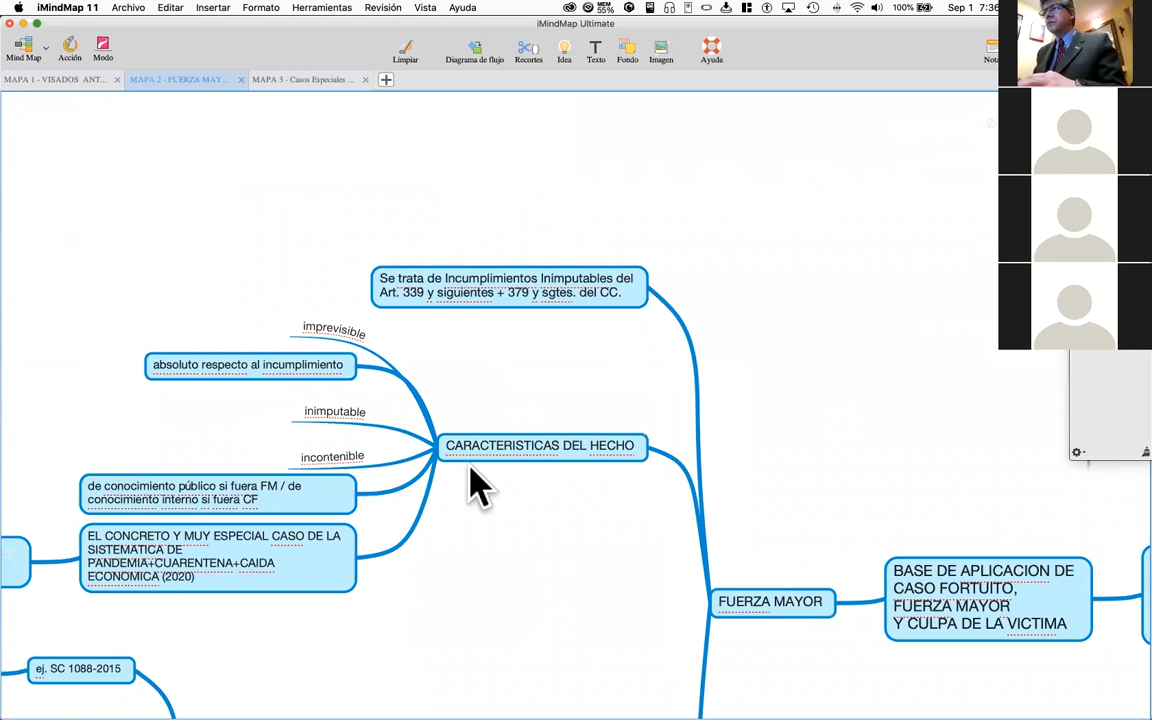 iMindMap 11 Archivo Editar Insertar Formato Herramientas Revisión Vista Ayuda MEM 55% 100% Sep 1 7:36
iMindMap Ultimate
Mind Map Acción Modo Limpiar Diagrama de flujo Recortes Idea Texto Fondo Imagen Ayuda
MAPA 1 - VISADOS ANT... MAPA 2 - FUERZA MAY... MAPA 3 - Casos Especiales ...
Se trata de Incumplimientos Inimputables del
Art. 339 y siguientes + 379 y sgtes. del CC.
imprevisible
absoluto respecto al incumplimiento
inimputable
CARACTERISTICAS DEL HECHO
incontenible
de conocimiento público si fuera FM / de
conocimiento interno si fuera CF
EL CONCRETO Y MUY ESPECIAL CASO DE LA
SISTEMATICA DE
PANDEMIA+CUARENTENA+CAIDA
ECONOMICA (2020)
FUERZA MAYOR
BASE DE APLICACION DE
CASO FORTUITO,
FUERZA MAYOR
Y CULPA DE LA VICTIMA
ej. SC 1088-2015